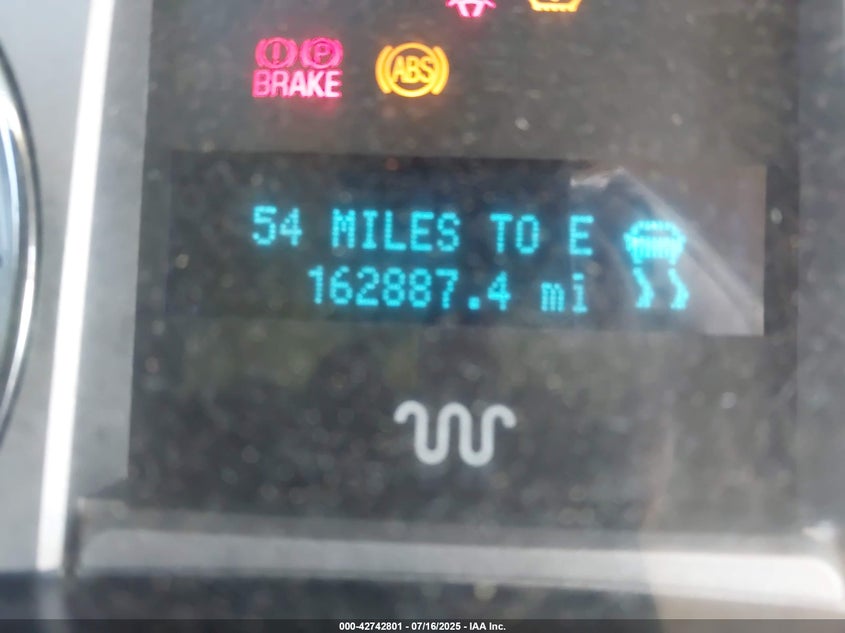 BRAKE
ABS
54 MILES TO E
162887.4 mi
000-42742801 - 07/16/2025 - IAA Inc.